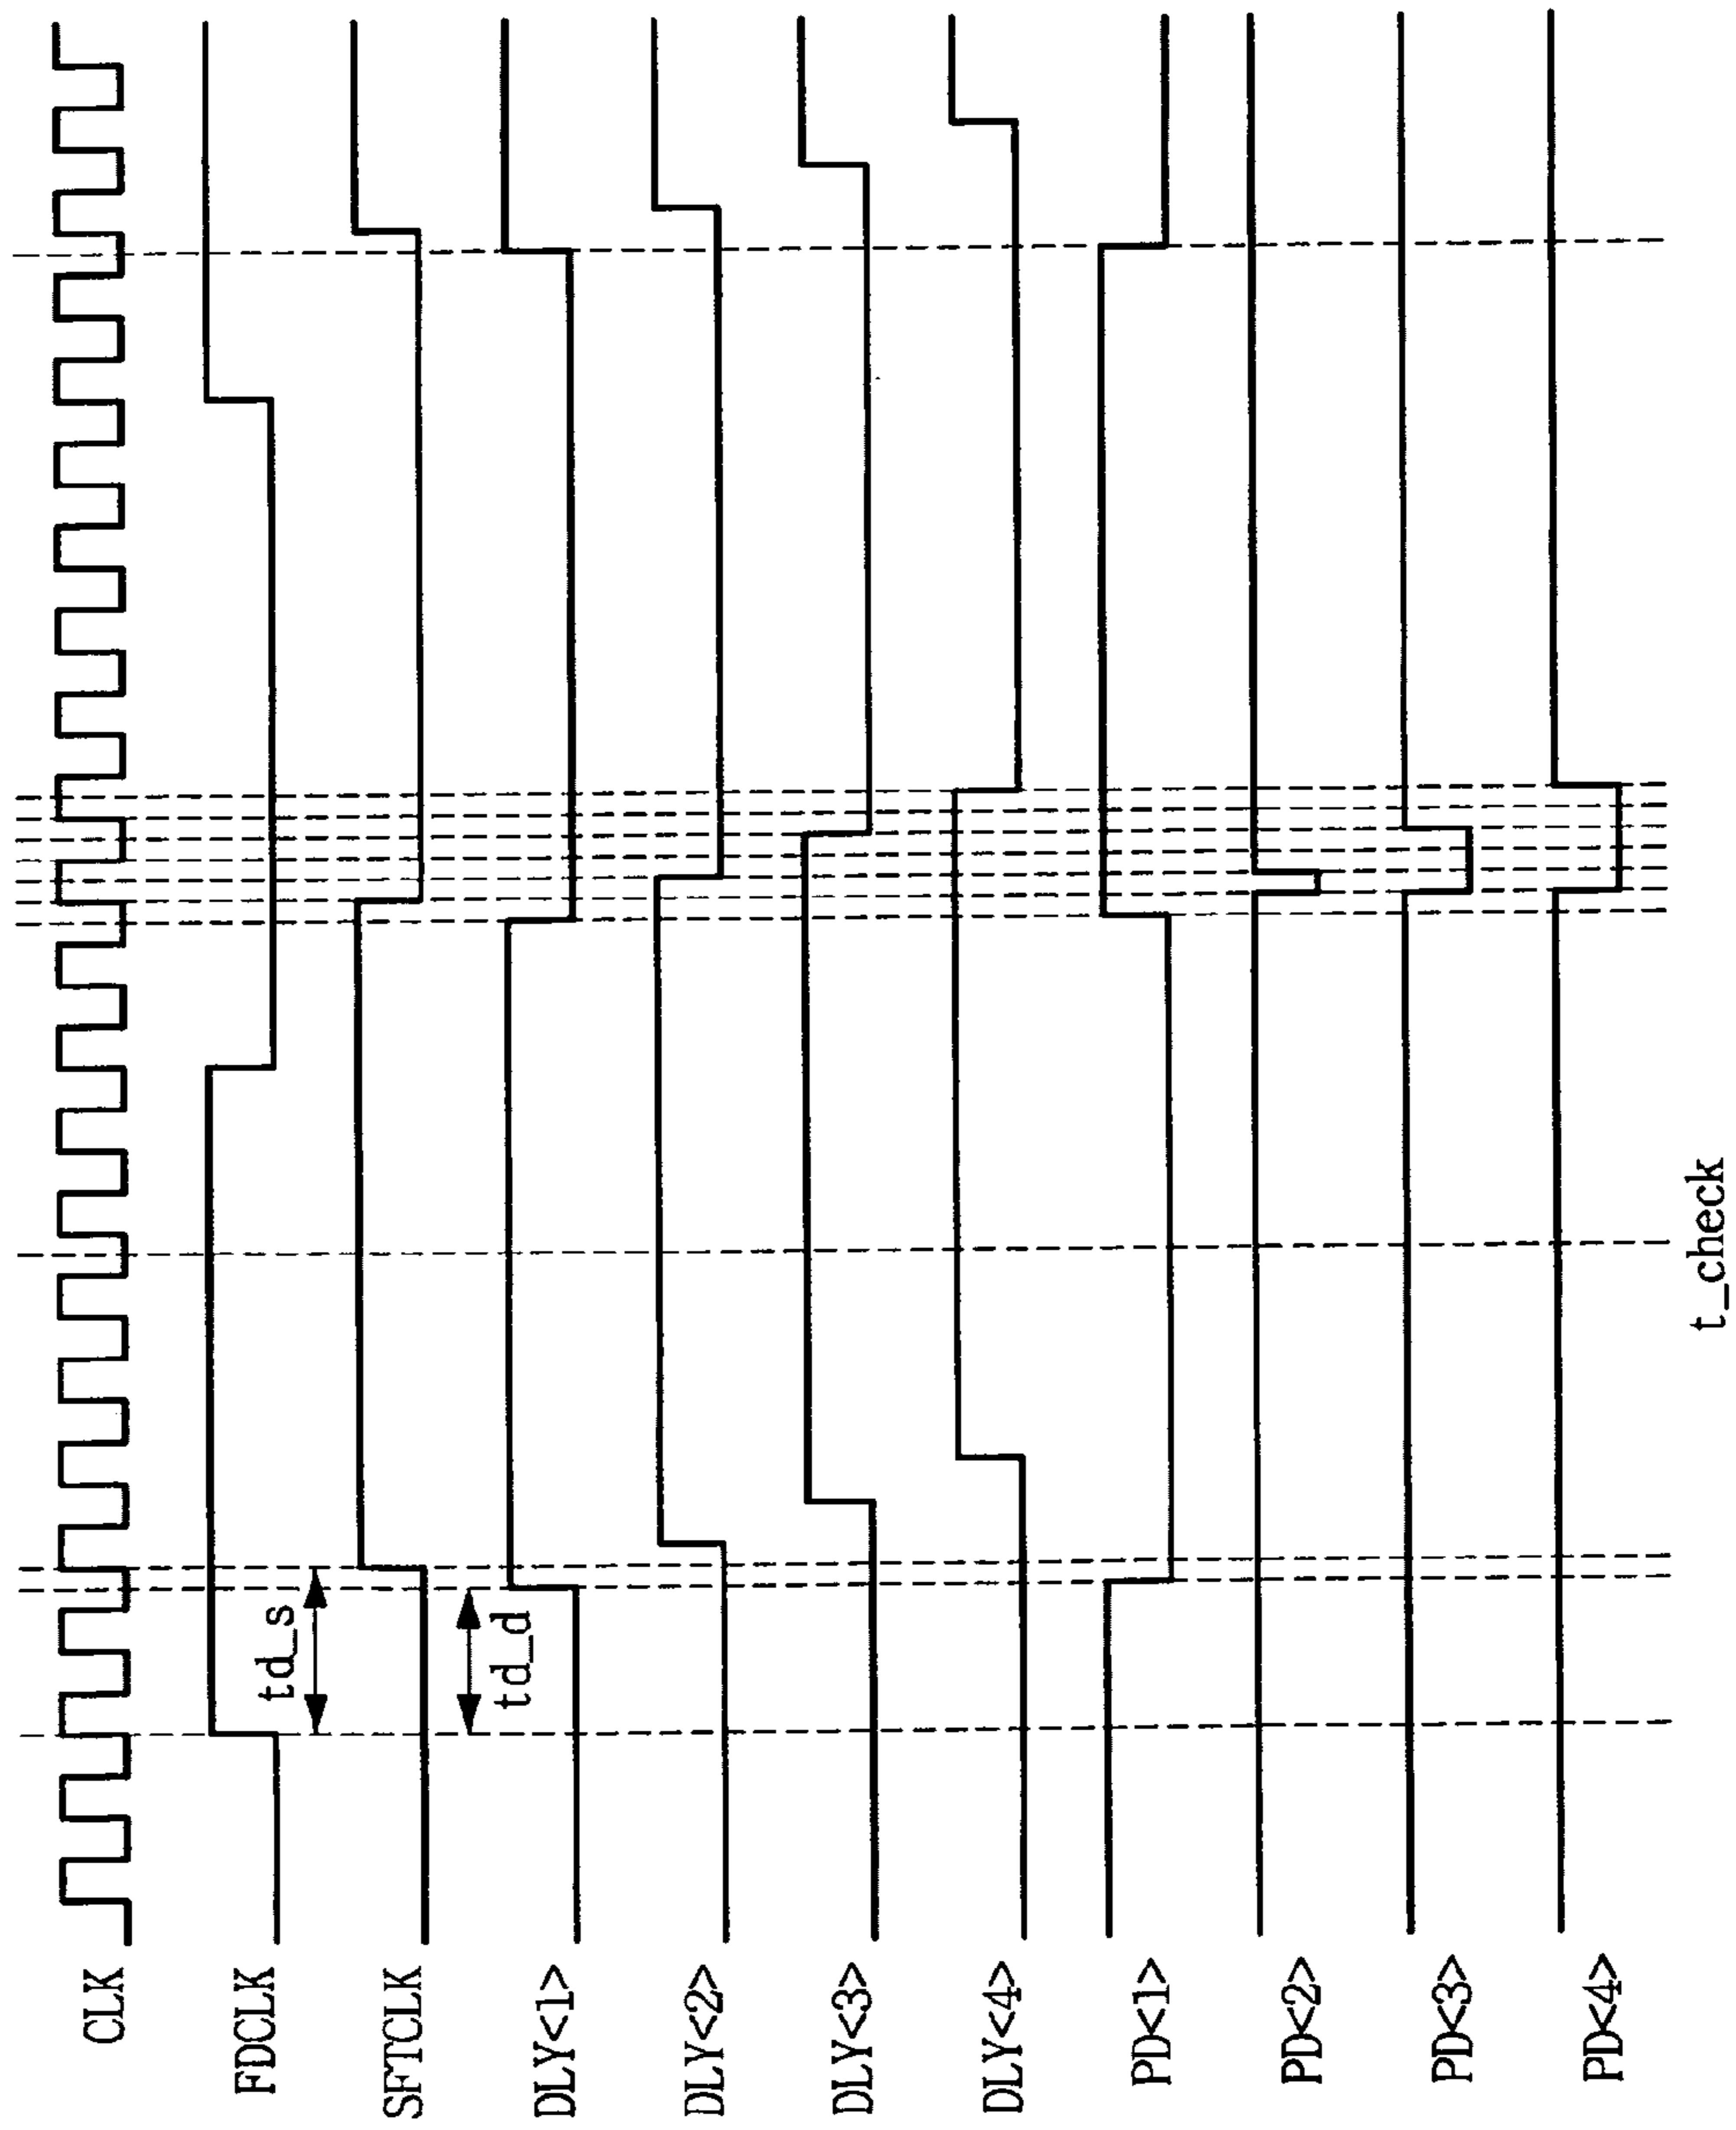 CLK
FDCLK
td_s
SFTCLK
td_d
DLY<1>
DLY<2>
DLY<3>
DLY<4>
PD<1>
PD<2>
PD<3>
PD<4>
t_check